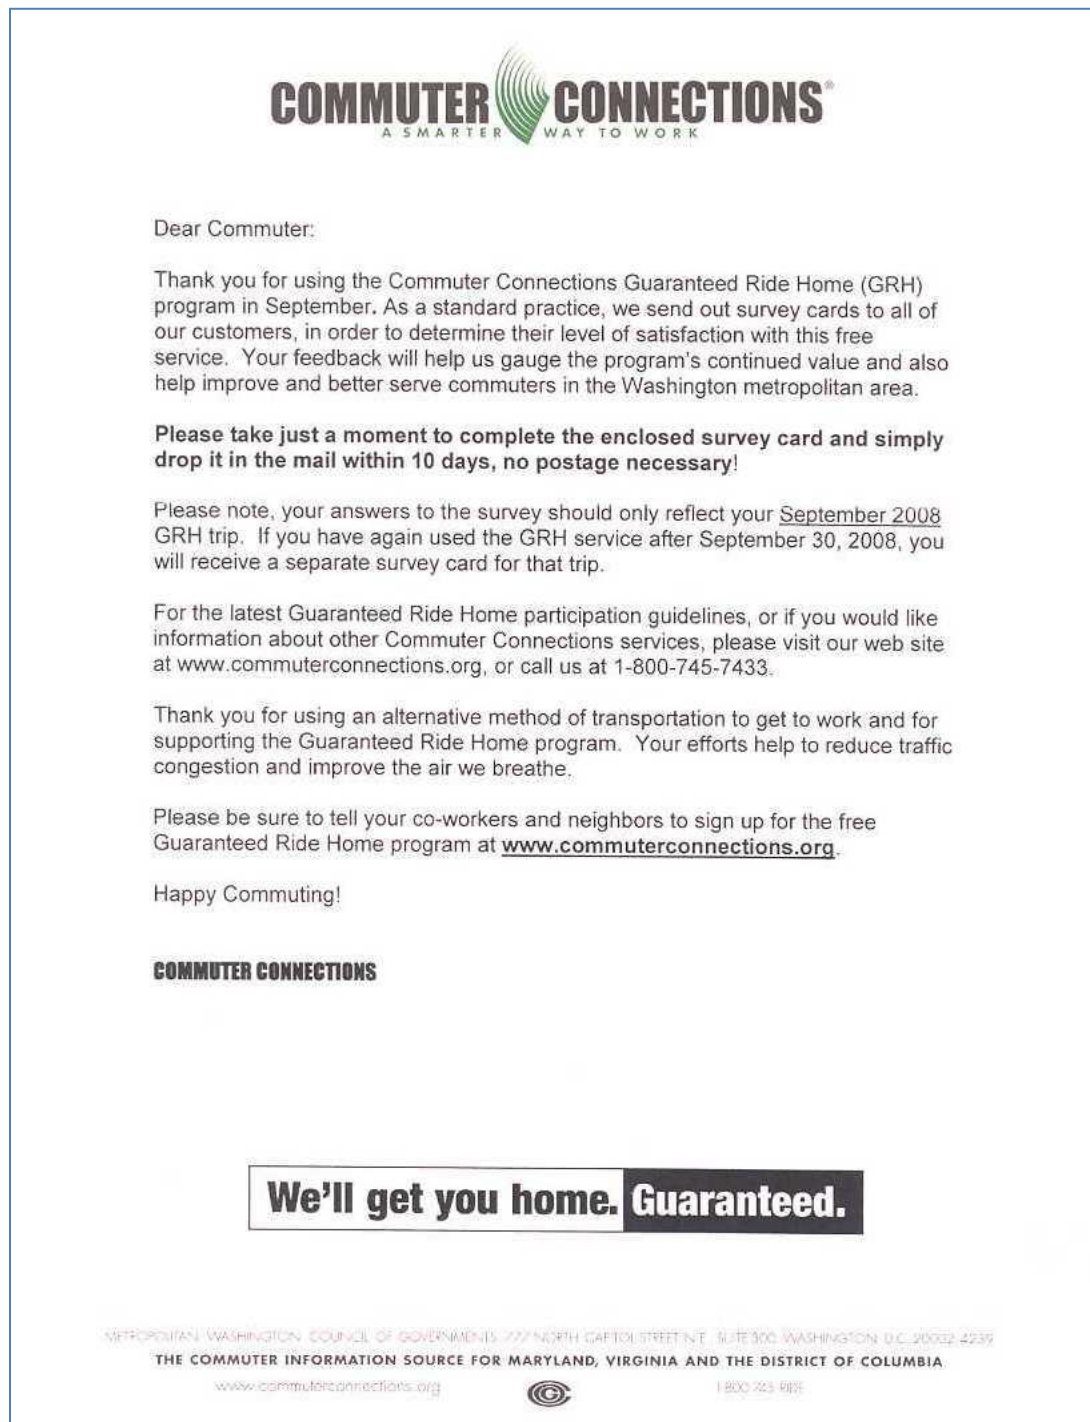 COMMUTER CONNECTIONS®
A SMARTER WAY TO WORK
Dear Commuter:
Thank you for using the Commuter Connections Guaranteed Ride Home (GRH)
program in September. As a standard practice, we send out survey cards to all of
our customers, in order to determine their level of satisfaction with this free
service. Your feedback will help us gauge the program's continued value and also
help improve and better serve commuters in the Washington metropolitan area.
Please take just a moment to complete the enclosed survey card and simply
drop it in the mail within 10 days, no postage necessary!
Please note, your answers to the survey should only reflect your September 2008
GRH trip. If you have again used the GRH service after September 30, 2008, you
will receive a separate survey card for that trip.
For the latest Guaranteed Ride Home participation guidelines, or if you would like
information about other Commuter Connections services, please visit our web site
at www.commuterconnections.org, or call us at 1-800-745-7433.
Thank you for using an alternative method of transportation to get to work and for
supporting the Guaranteed Ride Home program. Your efforts help to reduce traffic
congestion and improve the air we breathe.
Please be sure to tell your co-workers and neighbors to sign up for the free
Guaranteed Ride Home program at www.commuterconnections.org.
Happy Commuting!
COMMUTER CONNECTIONS
We'll get you home. Guaranteed.
METROPOLITAN WASHINGTON COUNCIL OF GOVERNMENTS 777 NORTH CAPITOL STREET N.E. SUITE 300 WASHINGTON D.C. 20002-4239
THE COMMUTER INFORMATION SOURCE FOR MARYLAND, VIRGINIA AND THE DISTRICT OF COLUMBIA
www.commuterconnections.org 1-800-745-RIDE